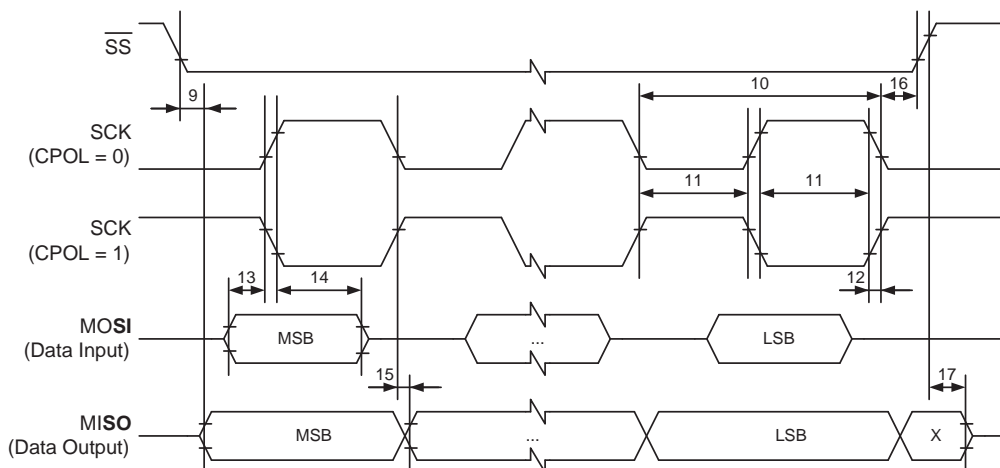 SS
9
10
16
SCK
(CPOL = 0)
11
11
SCK
(CPOL = 1)
13
14
12
MOSI
(Data Input)
MSB
...
LSB
15
17
MISO
(Data Output)
MSB
...
LSB
X